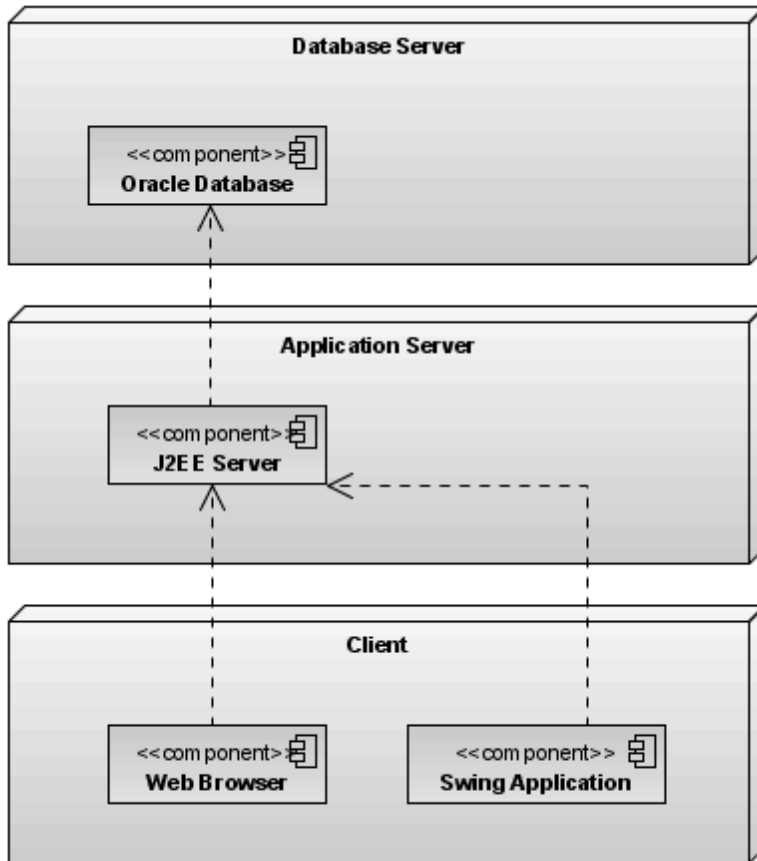 Database Server
<<component>>
Oracle Database
Application Server
<<component>>
J2EE Server
Client
<<component>>
Web Browser
<<component>>
Swing Application